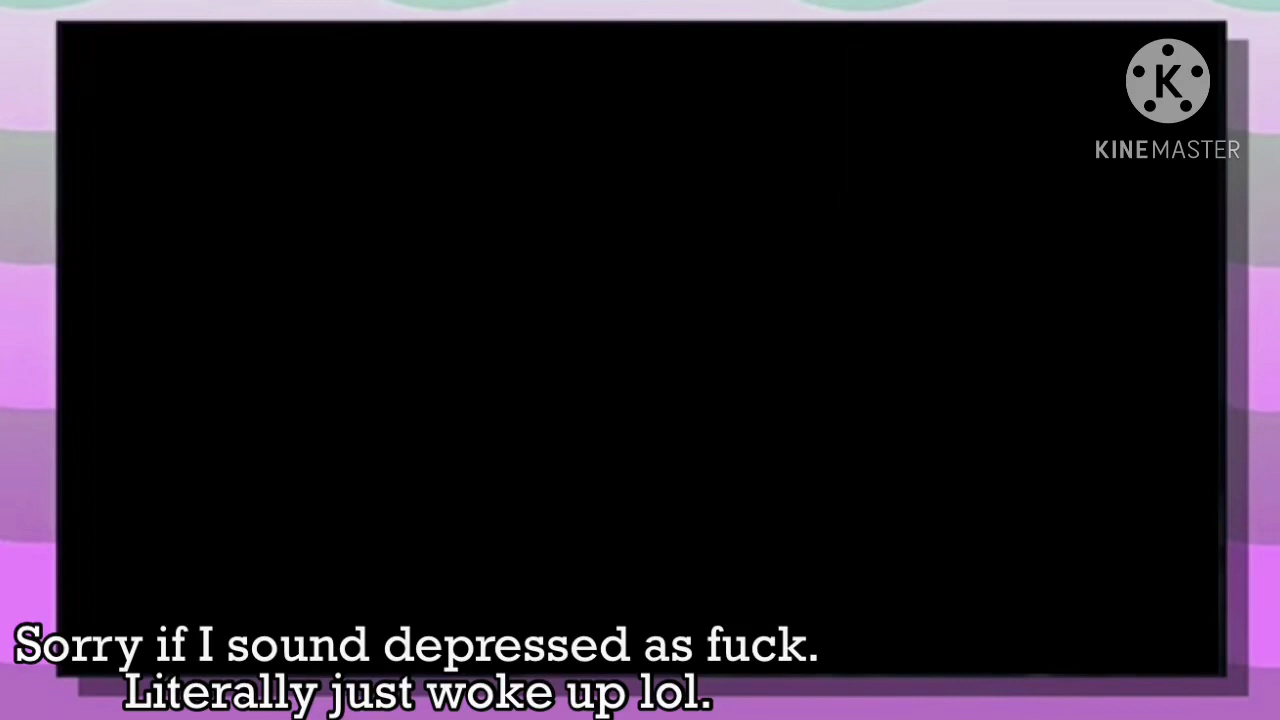 K
KINEMASTER
Sorry if I sound depressed as fuck.
Literally just woke up lol.